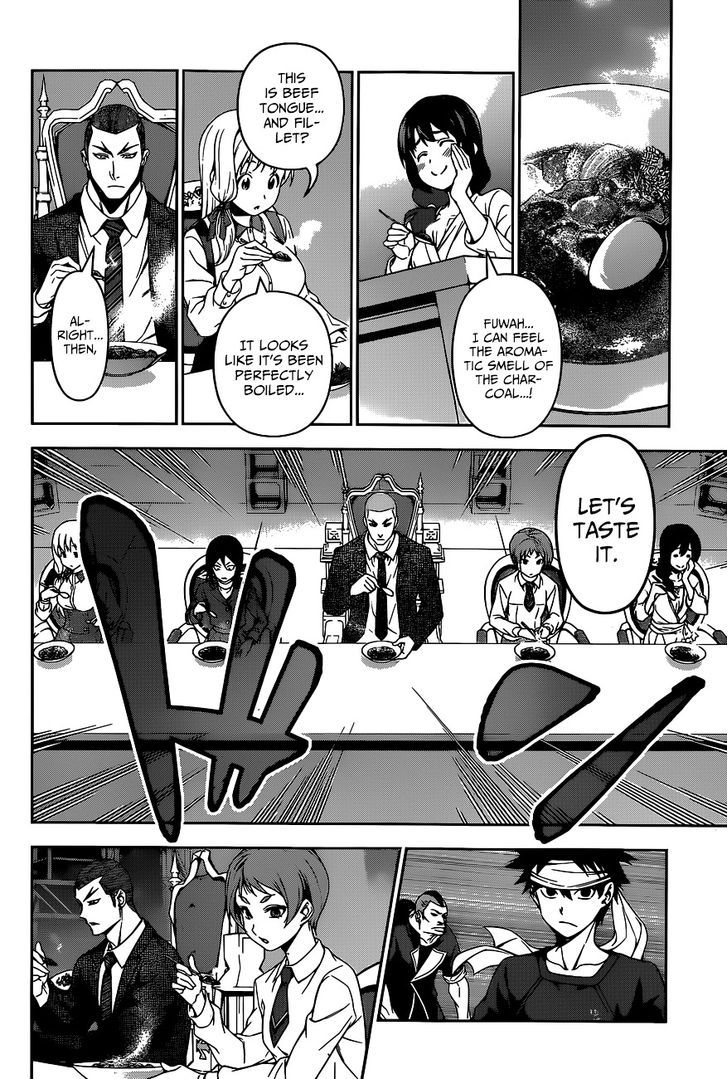 FUWAH...
I CAN FEEL
THE AROMA-
TIC SMELL
OF THE CHAR-
COAL...!
THIS
IS BEEF
TONGUE...
AND FIL-
LET?
IT LOOKS
LIKE IT'S BEEN
PERFECTLY
BOILED...
AL-
RIGHT...
THEN,
LET'S
TASTE
IT.
ドン